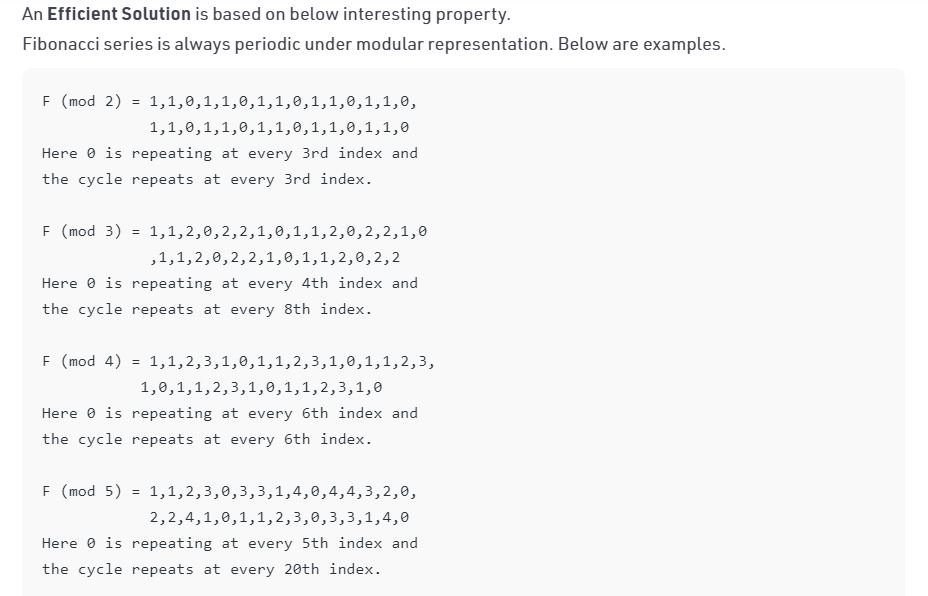 An Efficient Solution is based on below interesting property.
Fibonacci series is always periodic under modular representation. Below are examples.
F (mod 2) = 1,1,0,1,1,0,1,1,0,1,1,0,1,1,0,
1,1,0,1,1,0,1,1,0,1,1,0,1,1,0
Here 0 is repeating at every 3rd index and
the cycle repeats at every 3rd index.
F (mod 3) = 1,1,2,0,2,2,1,0,1,1,2,0,2,2,1,0
,1,1,2,0,2,2,1,0,1,1,2,0,2,2
Here 0 is repeating at every 4th index and
the cycle repeats at every 8th index.
F (mod 4) = 1,1,2,3,1,0,1,1,2,3,1,0,1,1,2,3,
1,0,1,1,2,3,1,0,1,1,2,3,1,0
Here 0 is repeating at every 6th index and
the cycle repeats at every 6th index.
F (mod 5) = 1,1,2,3,0,3,3,1,4,0,4,4,3,2,0,
2,2,4,1,0,1,1,2,3,0,3,3,1,4,0
Here 0 is repeating at every 5th index and
the cycle repeats at every 20th index.